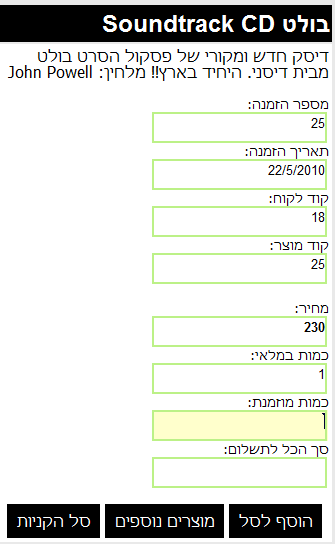 בולט Soundtrack CD
דיסק חדש ומקורי של פסקול הסרט בולט
מבית דיסני. היחיד בארץ!! מלחין: John Powell
מספר הזמנה:
25
תאריך הזמנה:
22/5/2010
קוד לקוח:
18
קוד מוצר:
25
מחיר:
230
כמות במלאי:
1
כמות מוזמנת:
סך הכל לתשלום:
הוסף לסל מוצרים נוספים סל הקניות